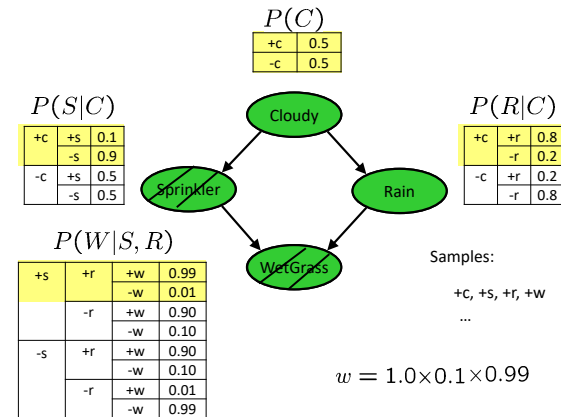 P(C)
+c 0.5
-c 0.5
P(S|C)
+c +s 0.1
-s 0.9
-c +s 0.5
-s 0.5
Cloudy
P(R|C)
+c +r 0.8
-r 0.2
-c +r 0.2
-r 0.8
Sprinkler
Rain
P(W|S, R)
+s +r +w 0.99
-w 0.01
-r +w 0.90
-w 0.10
-s +r +w 0.90
-w 0.10
-r +w 0.01
-w 0.99
WetGrass
Samples:
+c, +s, +r, +w
...
w = 1.0×0.1×0.99